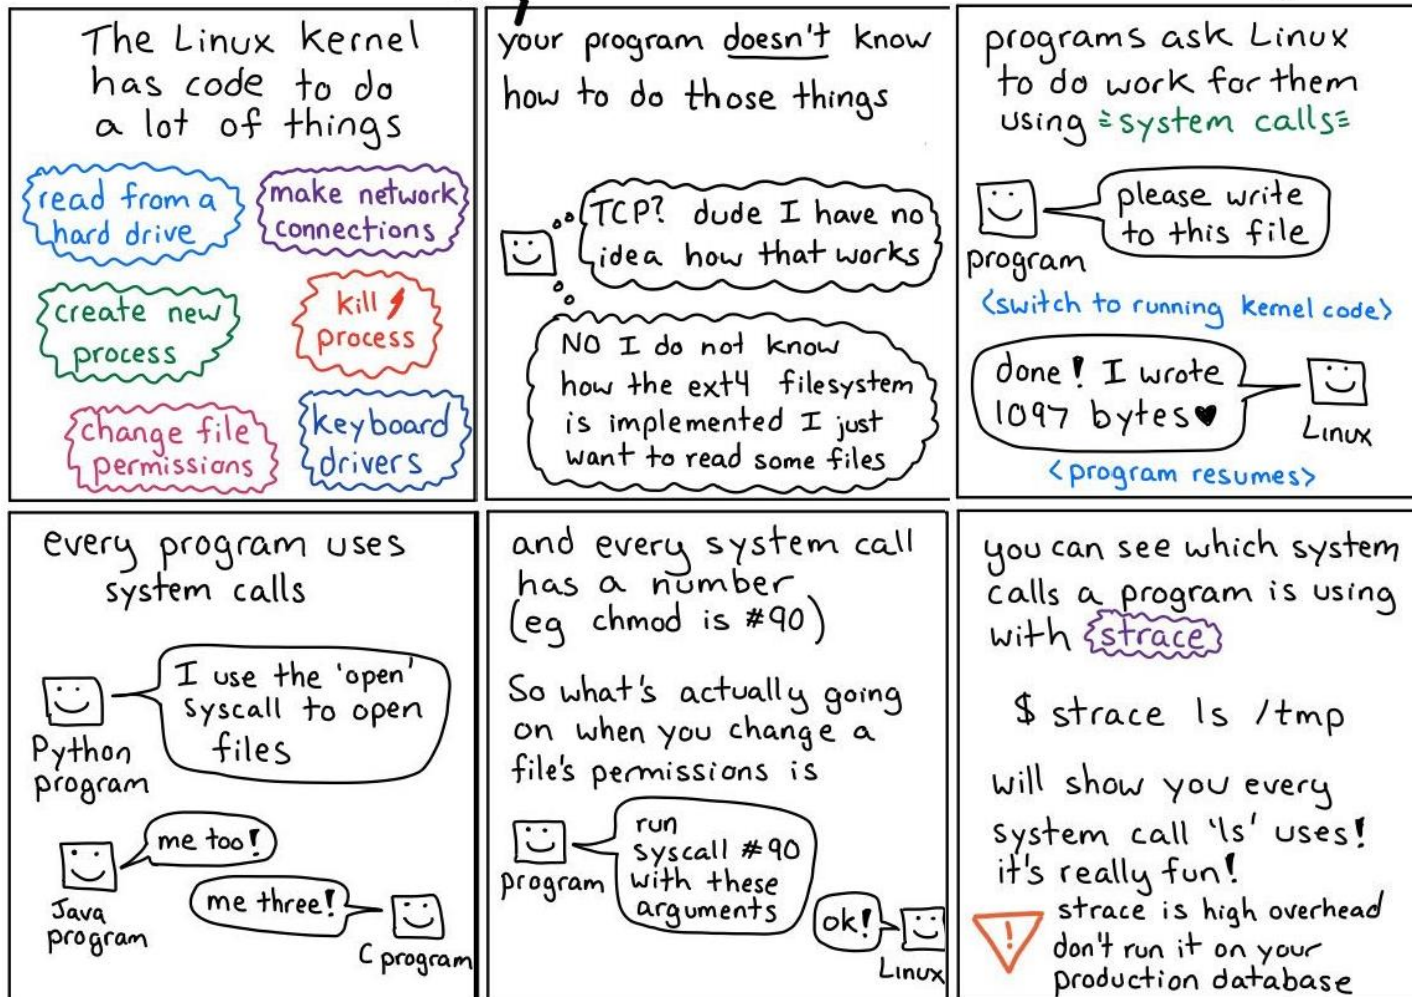 The Linux kernel
has code to do
a lot of things
read from a
hard drive
make network
connections
create new
process
kill
process
change file
permissions
keyboard
drivers
your program doesn't know
how to do those things
TCP? dude I have no
idea how that works
NO I do not know
how the ext4 filesystem
is implemented I just
want to read some files
programs ask Linux
to do work for them
using system calls
please write
to this file
program
<switch to running kernel code>
done! I wrote
1097 bytes♥
Linux
<program resumes>
every program uses
system calls
I use the 'open'
syscall to open
files
Python
program
me too!
Java
program
me three!
C program
and every system call
has a number
(eg chmod is #90)
So what's actually going
on when you change a
file's permissions is
run
syscall #90
with these
arguments
program
ok!
Linux
you can see which system
calls a program is using
with strace
$ strace ls /tmp
will show you every
system call 'ls' uses!
it's really fun!
!
strace is high overhead
don't run it on your
production database